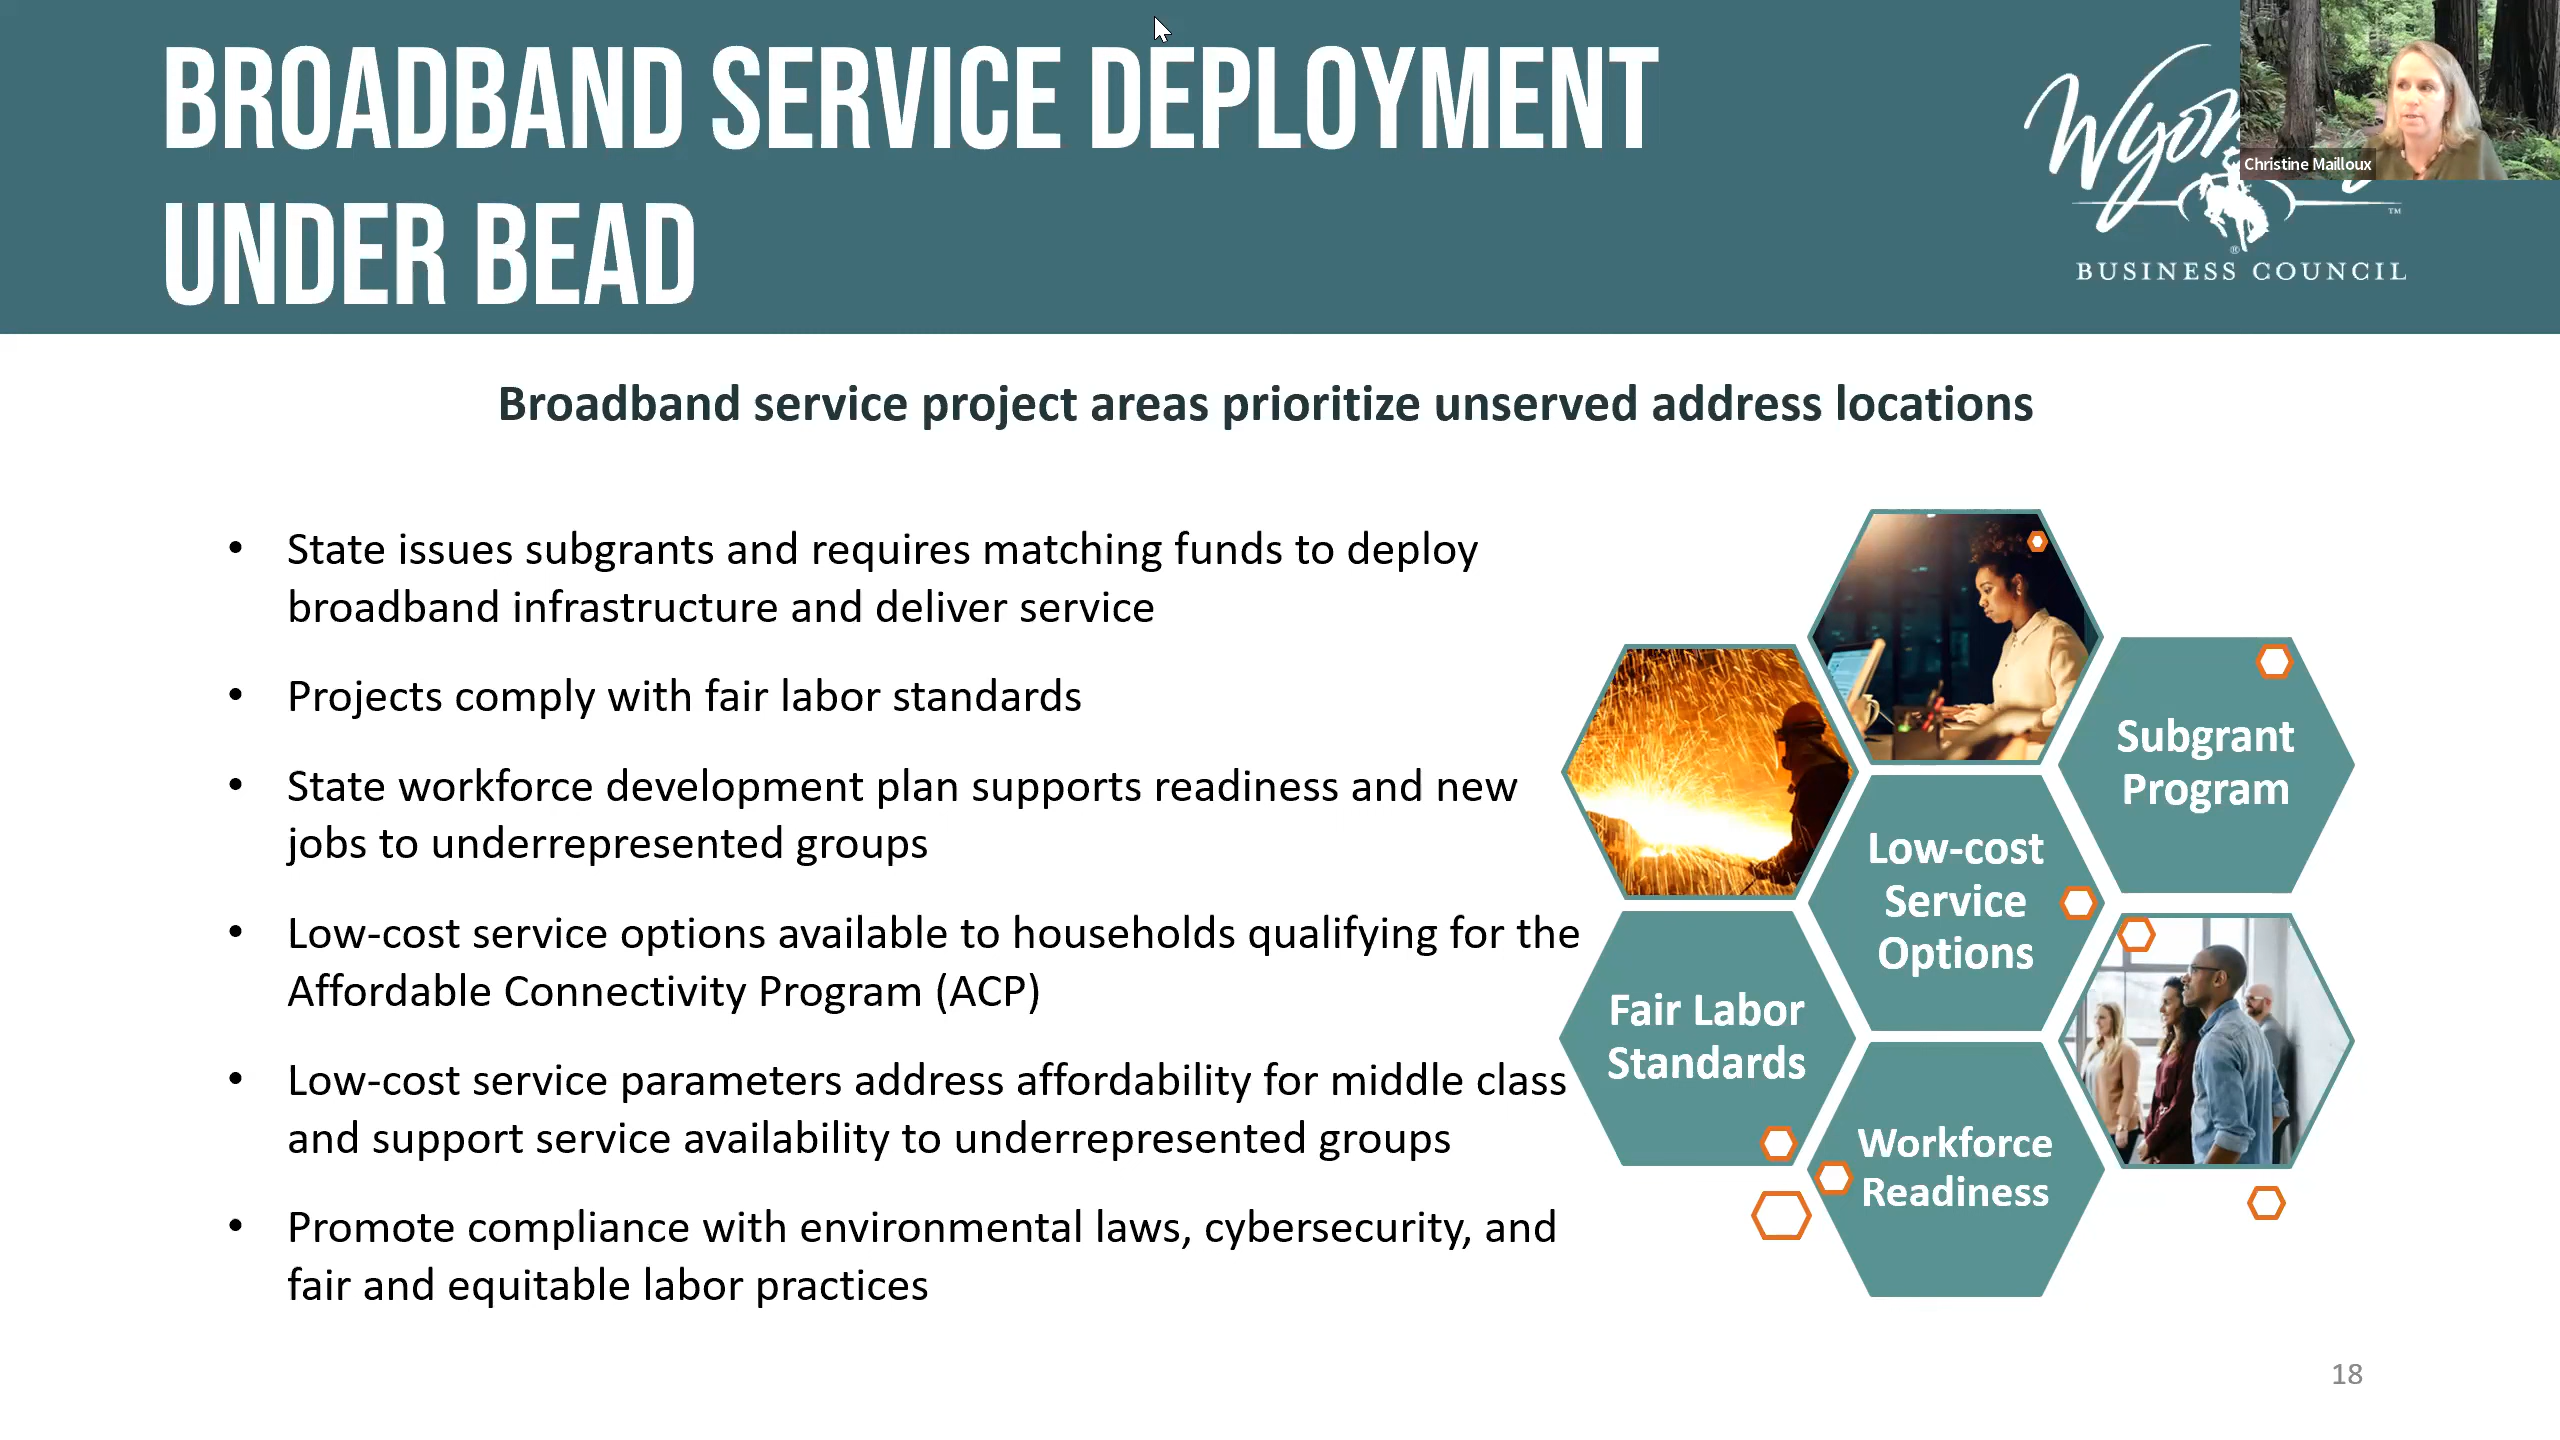 BROADBAND SERVICE DEPLOYMENT
UNDER BEAD
Christine Mailloux
TM
®
BUSINESS COUNCIL
Broadband service project areas prioritize unserved address locations
• State issues subgrants and requires matching funds to deploy
broadband infrastructure and deliver service
• Projects comply with fair labor standards
• State workforce development plan supports readiness and new
jobs to underrepresented groups
• Low-cost service options available to households qualifying for the
Affordable Connectivity Program (ACP)
• Low-cost service parameters address affordability for middle class
and support service availability to underrepresented groups
• Promote compliance with environmental laws, cybersecurity, and
fair and equitable labor practices
Subgrant
Program
Low-cost
Service
Options
Fair Labor
Standards
Workforce
Readiness
18